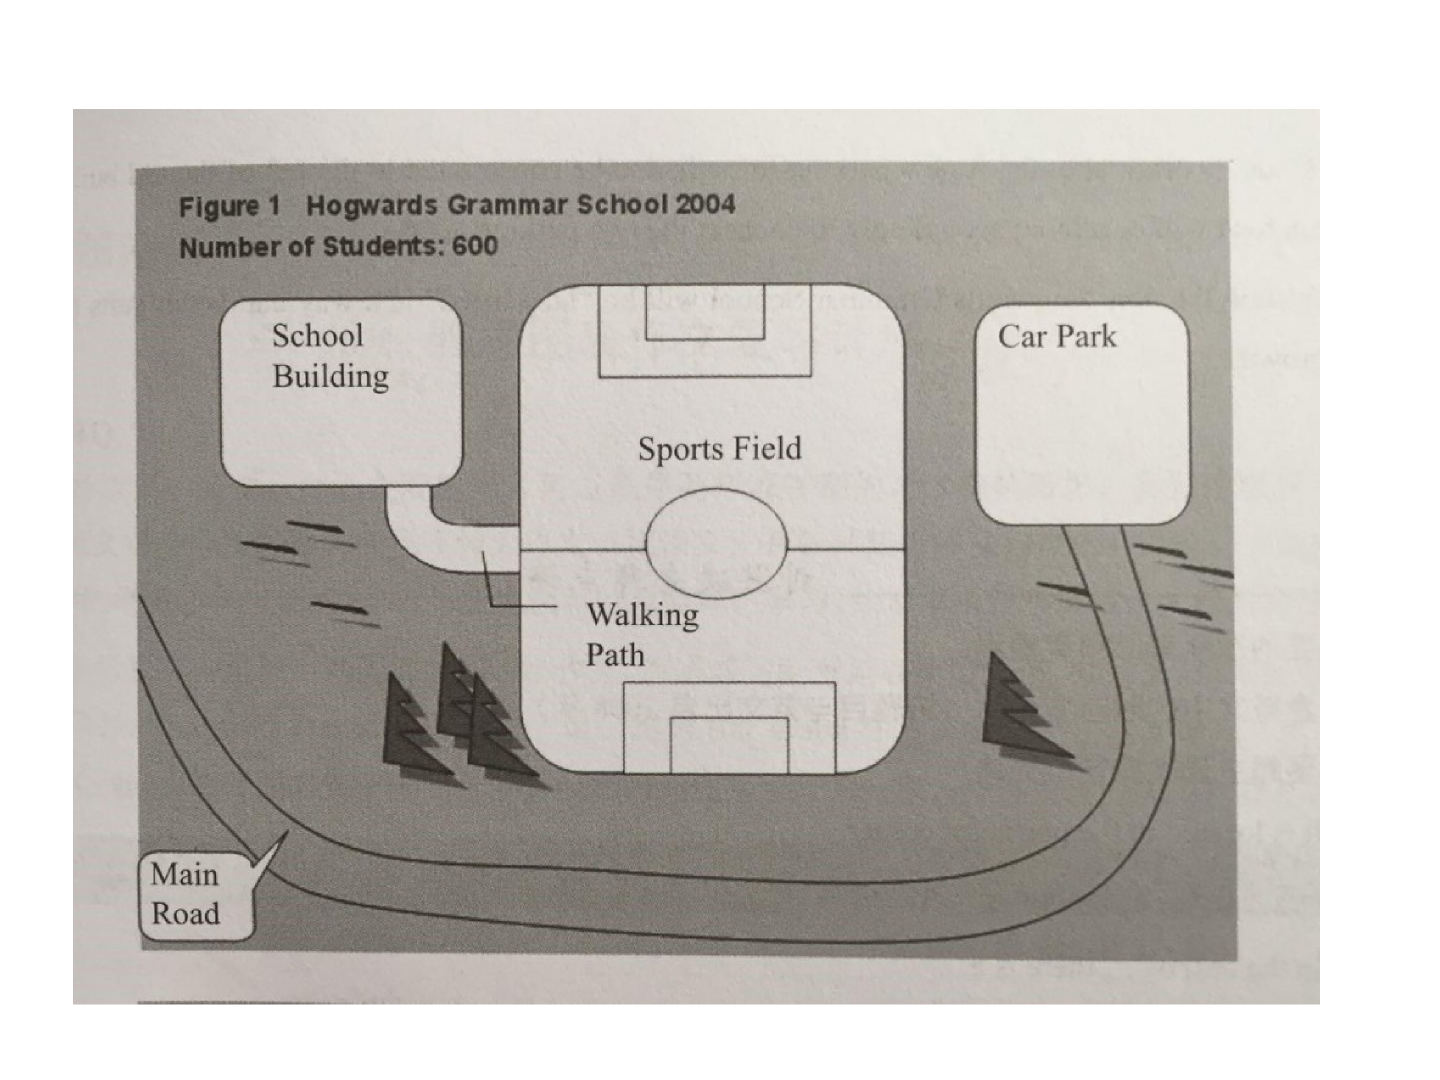 Figure 1 Hogwards Grammar School 2004
Number of Students: 600
School
Building
Sports Field
Car Park
Walking
Path
Main
Road